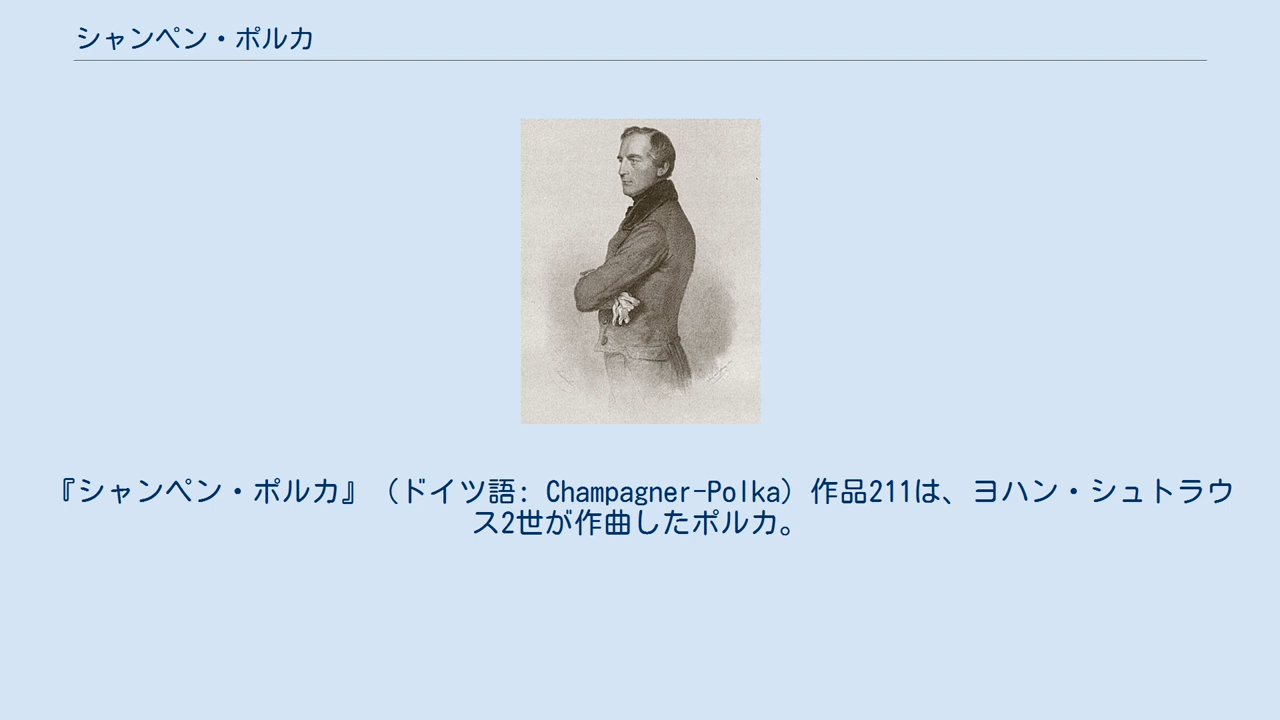 シャンペン・ポルカ
『シャンペン・ポルカ』（ドイツ語: Champagner-Polka）作品211は、ヨハン・シュトラウ
ス2世が作曲したポルカ。